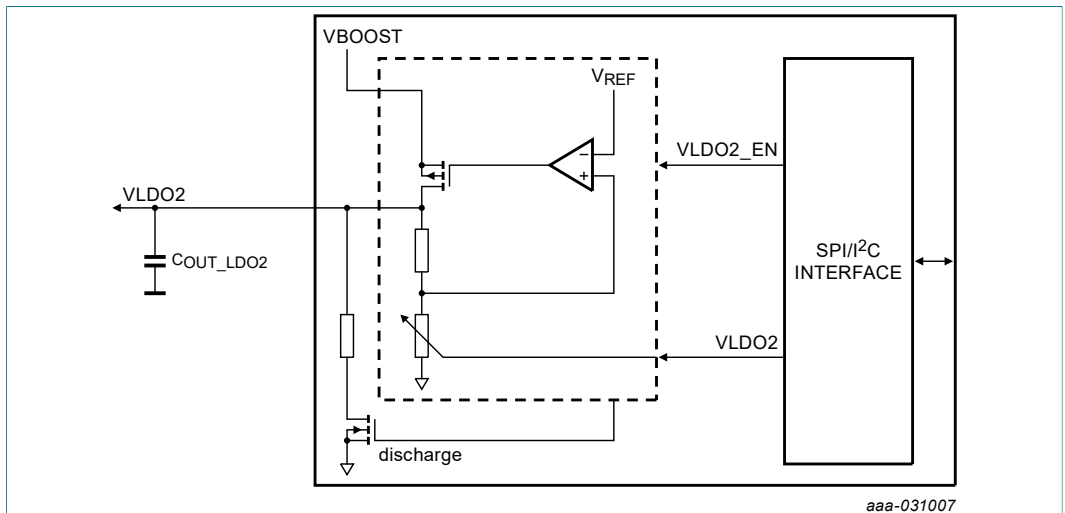 VBOOST
VREF
VLDO2_EN
VLDO2
COUT_LDO2
SPI/I2C
INTERFACE
VLDO2
discharge
aaa-031007